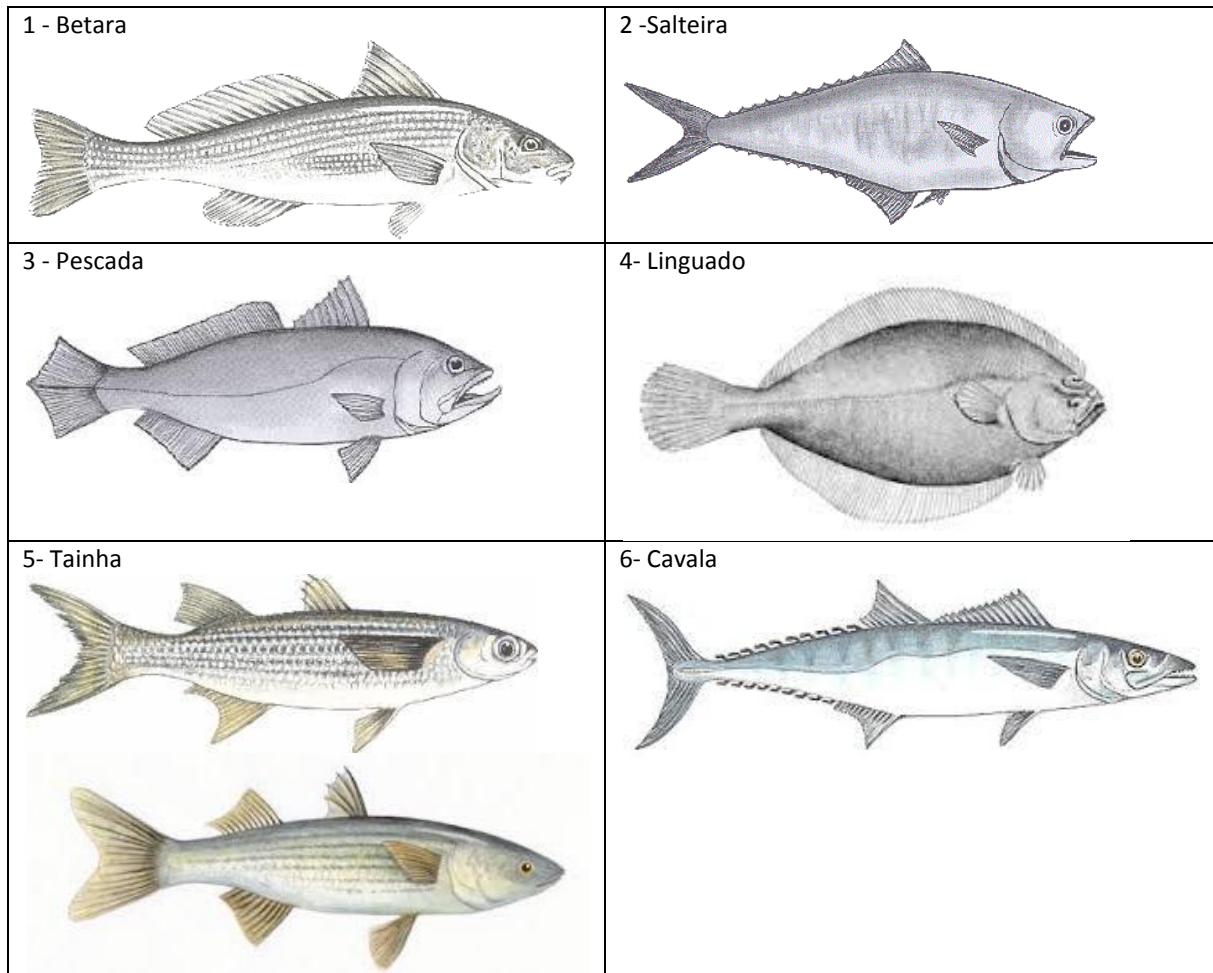 1 - Betara
2 -Salteira
3 - Pescada
4- Linguado
5- Tainha
6- Cavala